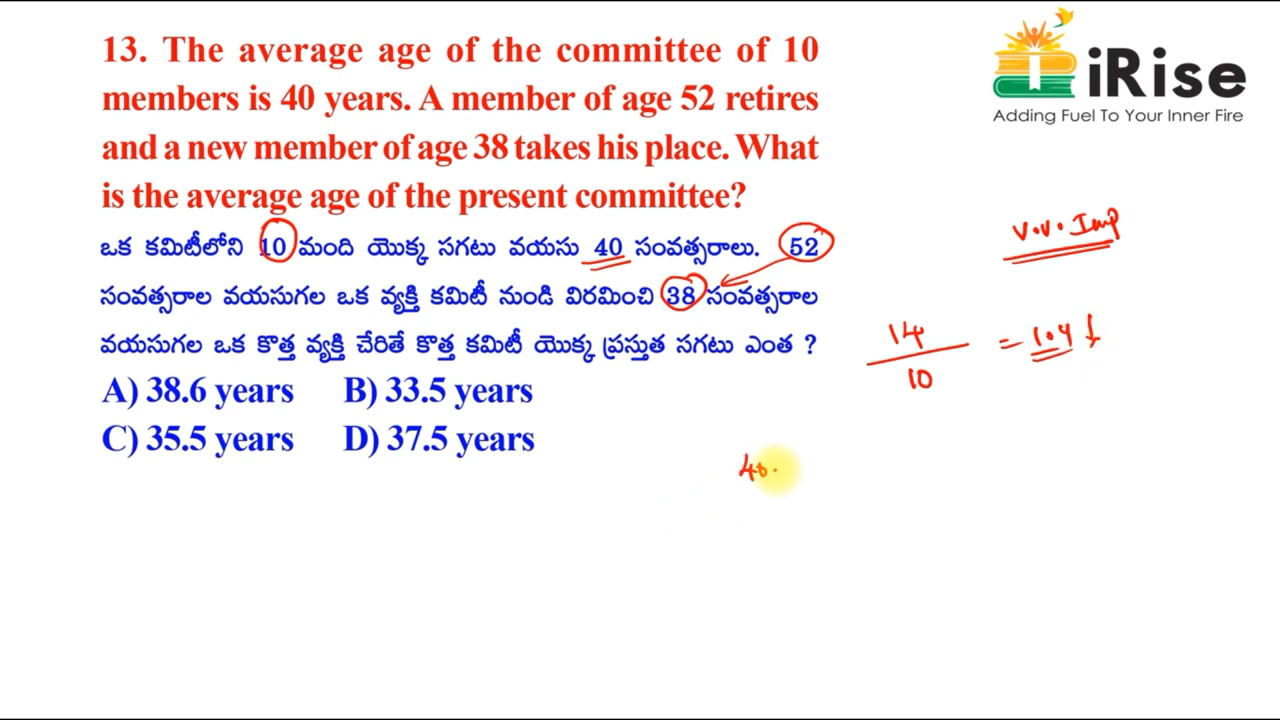 13. The average age of the committee of 10
members is 40 years. A member of age 52 retires
and a new member of age 38 takes his place. What
is the average age of the present committee?
ఒక కమిటీలోని 10 మంది యొక్క సగటు వయసు 40 సంవత్సరాలు. 52
సంవత్సరాల వయసుగల ఒక వ్యక్తి కమిటీ నుండి విరమించి 38 సంవత్సరాల
వయసుగల ఒక కొత్త వ్యక్తి చేరితే కొత్త కమిటీ యొక్క ప్రస్తుత సగటు ఎంత ?
A) 38.6 years B) 33.5 years
C) 35.5 years D) 37.5 years
iRise
Adding Fuel To Your Inner Fire
V.V. Imp
14
10
= 1.4 ↓
40.